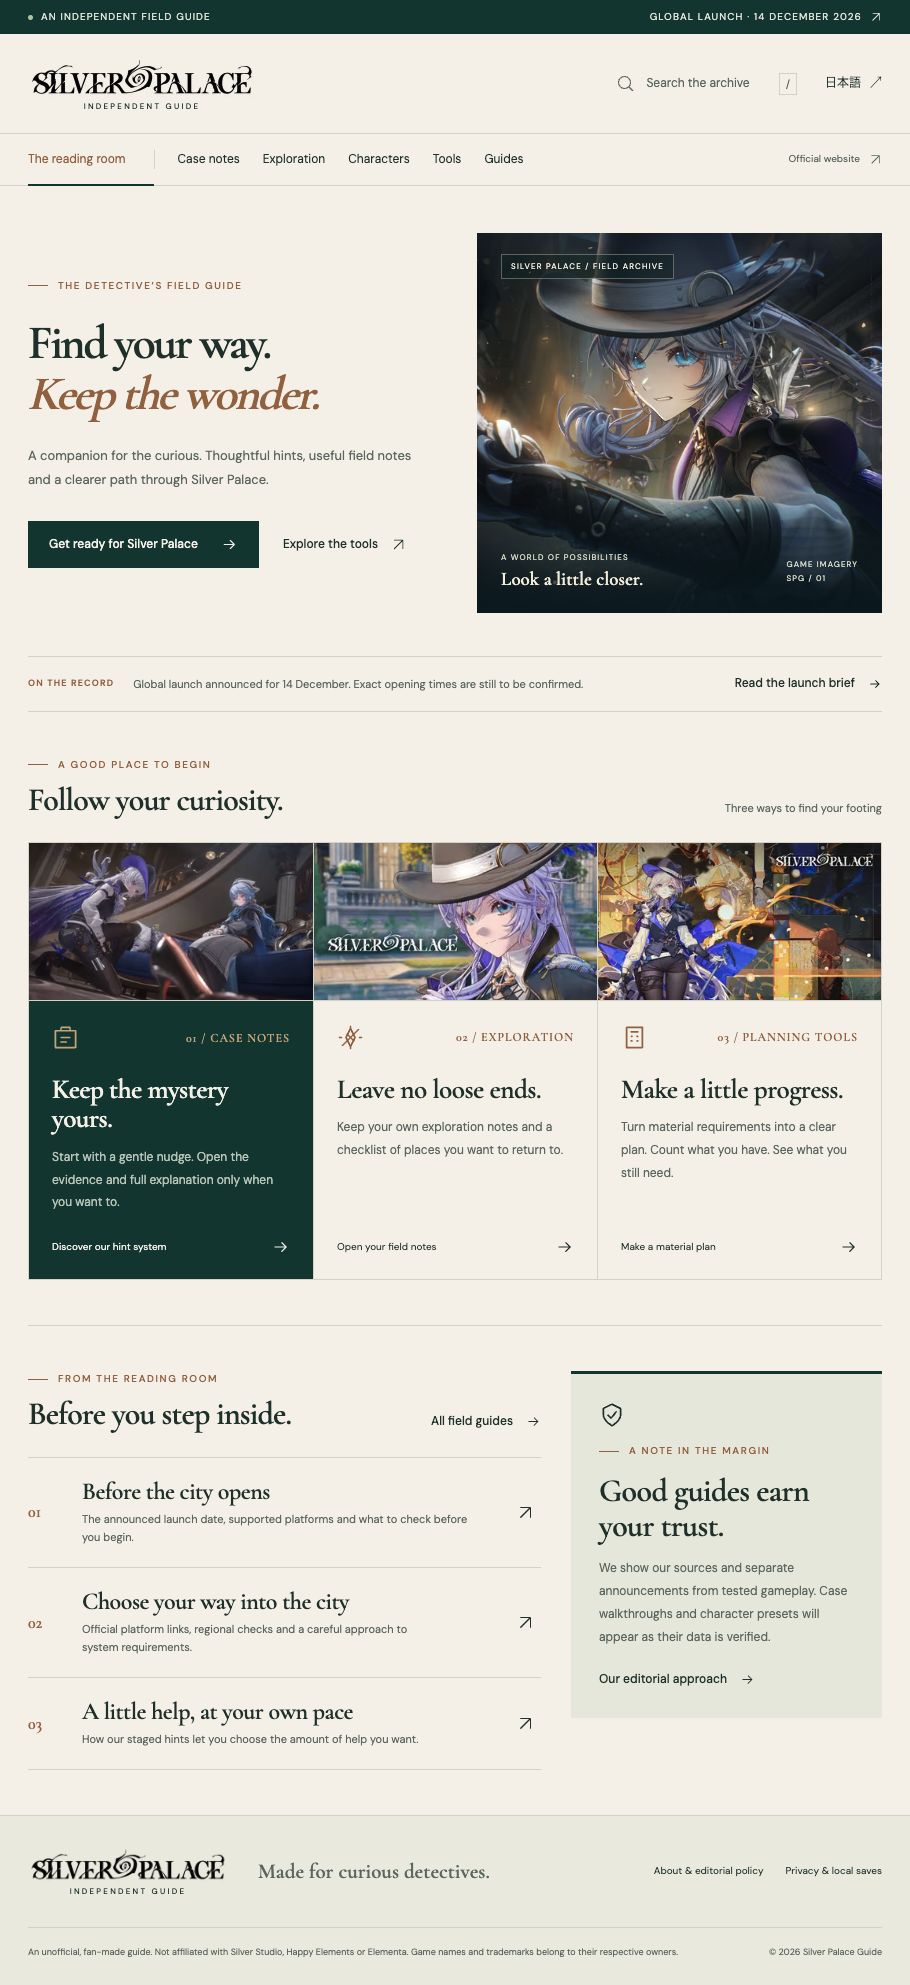 AN INDEPENDENT FIELD GUIDE
GLOBAL LAUNCH · 14 DECEMBER 2026
SILVER PALACE
INDEPENDENT GUIDE
Search the archive
/
日本語
The reading room
Case notes
Exploration
Characters
Tools
Guides
Official website
THE DETECTIVE'S FIELD GUIDE
Find your way.
Keep the wonder.
A companion for the curious. Thoughtful hints, useful field notes
and a clearer path through Silver Palace.
Get ready for Silver Palace
Explore the tools
SILVER PALACE / FIELD ARCHIVE
A WORLD OF POSSIBILITIES
Look a little closer.
GAME IMAGERY
SPG / 01
ON THE RECORD
Global launch announced for 14 December. Exact opening times are still to be confirmed.
Read the launch brief
A GOOD PLACE TO BEGIN
Follow your curiosity.
Three ways to find your footing
SILVER PALACE
SILVER PALACE
01 / CASE NOTES
Keep the mystery
yours.
Start with a gentle nudge. Open the
evidence and full explanation only when
you want to.
Discover our hint system
02 / EXPLORATION
Leave no loose ends.
Keep your own exploration notes and a
checklist of places you want to return to.
Open your field notes
03 / PLANNING TOOLS
Make a little progress.
Turn material requirements into a clear
plan. Count what you have. See what you
still need.
Make a material plan
FROM THE READING ROOM
Before you step inside.
All field guides
01
Before the city opens
The announced launch date, supported platforms and what to check before
you begin.
02
Choose your way into the city
Official platform links, regional checks and a careful approach to
system requirements.
03
A little help, at your own pace
How our staged hints let you choose the amount of help you want.
A NOTE IN THE MARGIN
Good guides earn
your trust.
We show our sources and separate
announcements from tested gameplay. Case
walkthroughs and character presets will
appear as their data is verified.
Our editorial approach
SILVER PALACE
INDEPENDENT GUIDE
Made for curious detectives.
About & editorial policy
Privacy & local saves
An unofficial, fan-made guide. Not affiliated with Silver Studio, Happy Elements or Elementa. Game names and trademarks belong to their respective owners.
© 2026 Silver Palace Guide